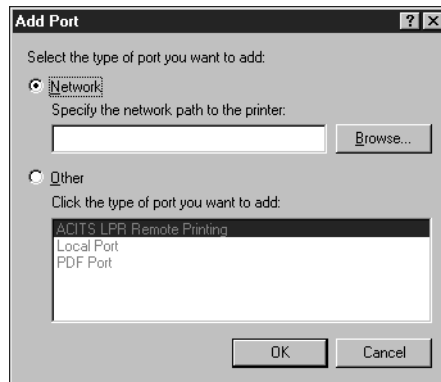 Add Port
Select the type of port you want to add:
Network
Specify the network path to the printer:
Browse...
Other
Click the type of port you want to add:
ACITS LPR Remote Printing
Local Port
PDF Port
OK Cancel